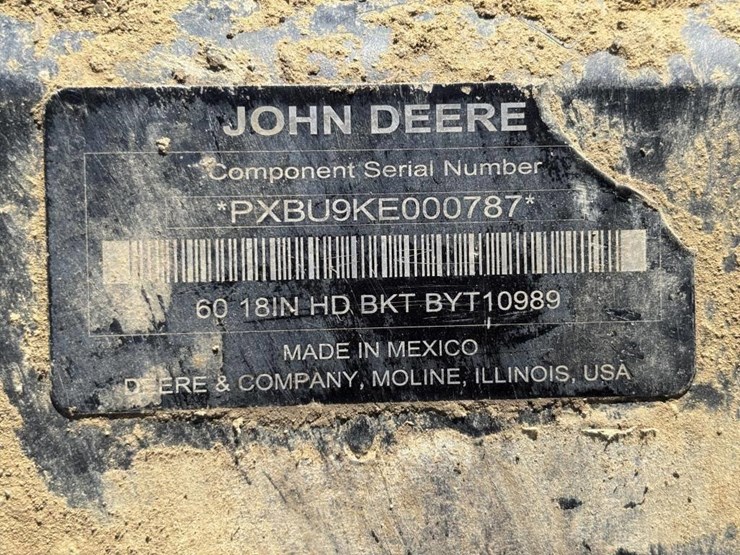 JOHN DEERE
Component Serial Number
*PXBU9KE000787*
60 18IN HD BKT BYT10989
MADE IN MEXICO
DEERE & COMPANY, MOLINE, ILLINOIS, USA